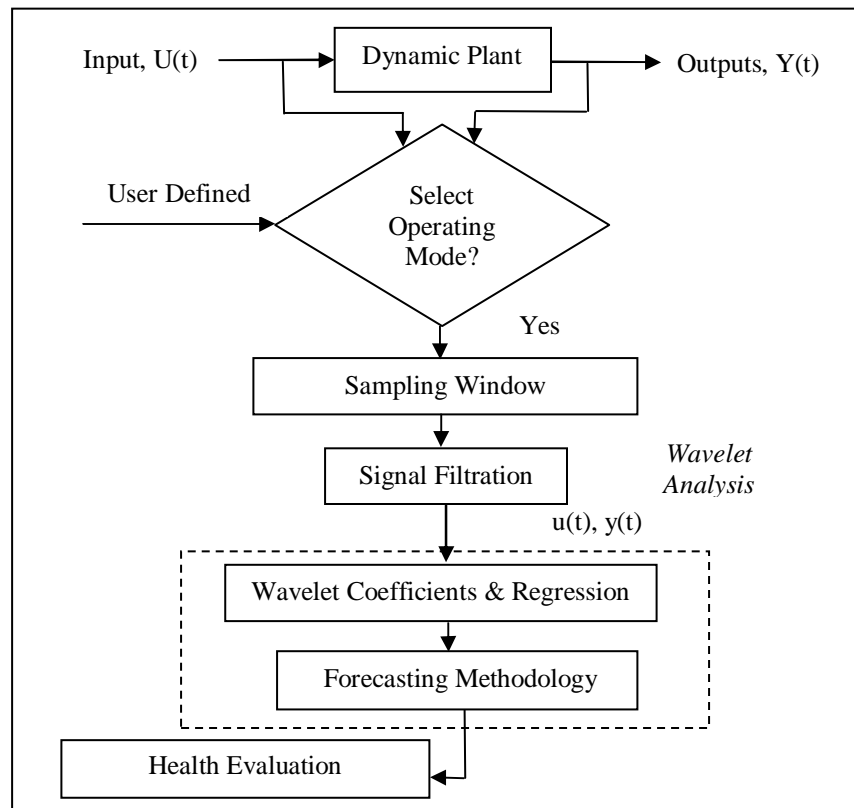 Input, U(t)
Dynamic Plant
Outputs, Y(t)
User Defined
Select
Operating
Mode?
Yes
Sampling Window
Signal Filtration
Wavelet
Analysis
u(t), y(t)
Wavelet Coefficients & Regression
Forecasting Methodology
Health Evaluation